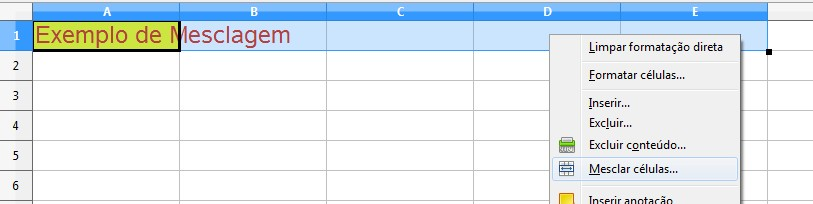 A B C D E
1 Exemplo de Mesclagem
2
3
4
5
6
Limpar formatação direta
Formatar células...
Inserir...
Excluir...
Excluir conteúdo...
Mesclar células...
Inserir anotação